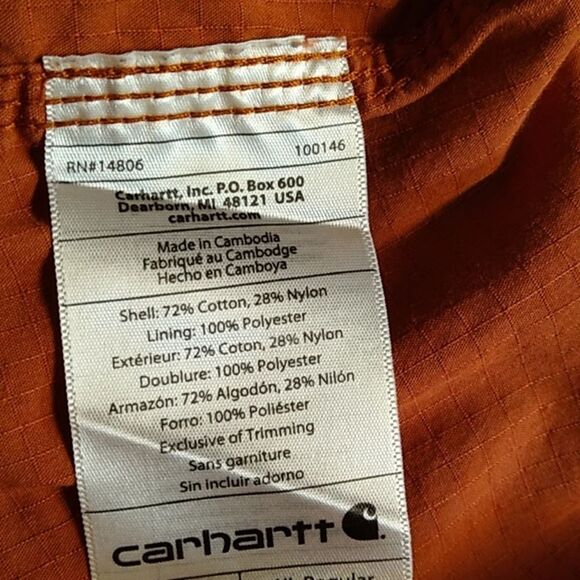 RN#14806 100146
Carhartt, Inc. P.O. Box 600
Dearborn, MI 48121 USA
carhartt.com
Made in Cambodia
Fabriqué au Cambodge
Hecho en Camboya
Shell: 72% Cotton, 28% Nylon
Lining: 100% Polyester
Extérieur: 72% Coton, 28% Nylon
Doublure: 100% Polyester
Armazón: 72% Algodón, 28% Nilón
Forro: 100% Poliéster
Exclusive of Trimming
Sans garniture
Sin incluir adorno
carhartt
Regular